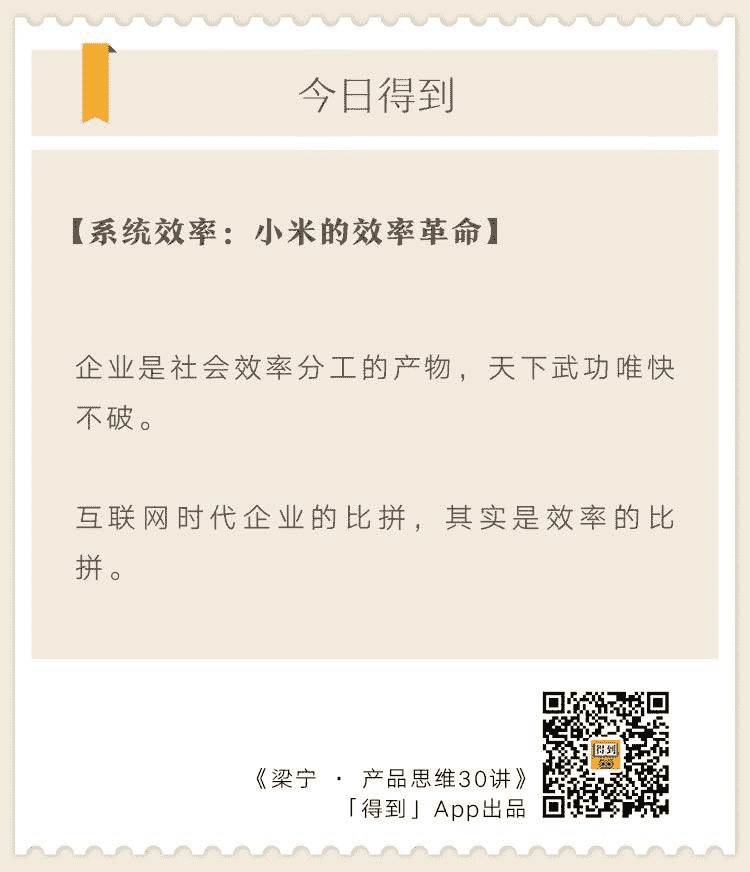 今日得到
【系统效率：小米的效率革命】
企业是社会效率分工的产物，天下武功唯快
不破。
互联网时代企业的比拼，其实是效率的比
拼。
得到
《梁宁 · 产品思维30讲》
「得到」App出品